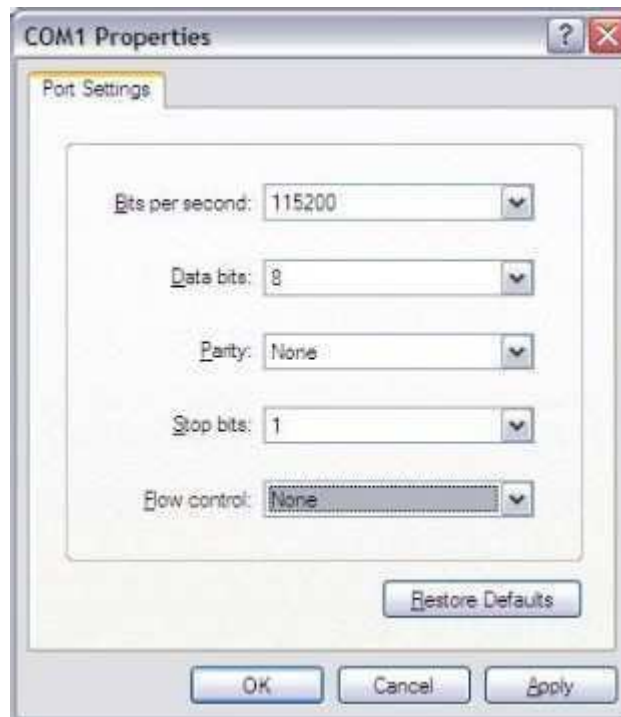 COM1 Properties
?
Port Settings
Bits per second: 115200
Data bits: 8
Parity: None
Stop bits: 1
Flow control: None
Restore Defaults
OK Cancel Apply